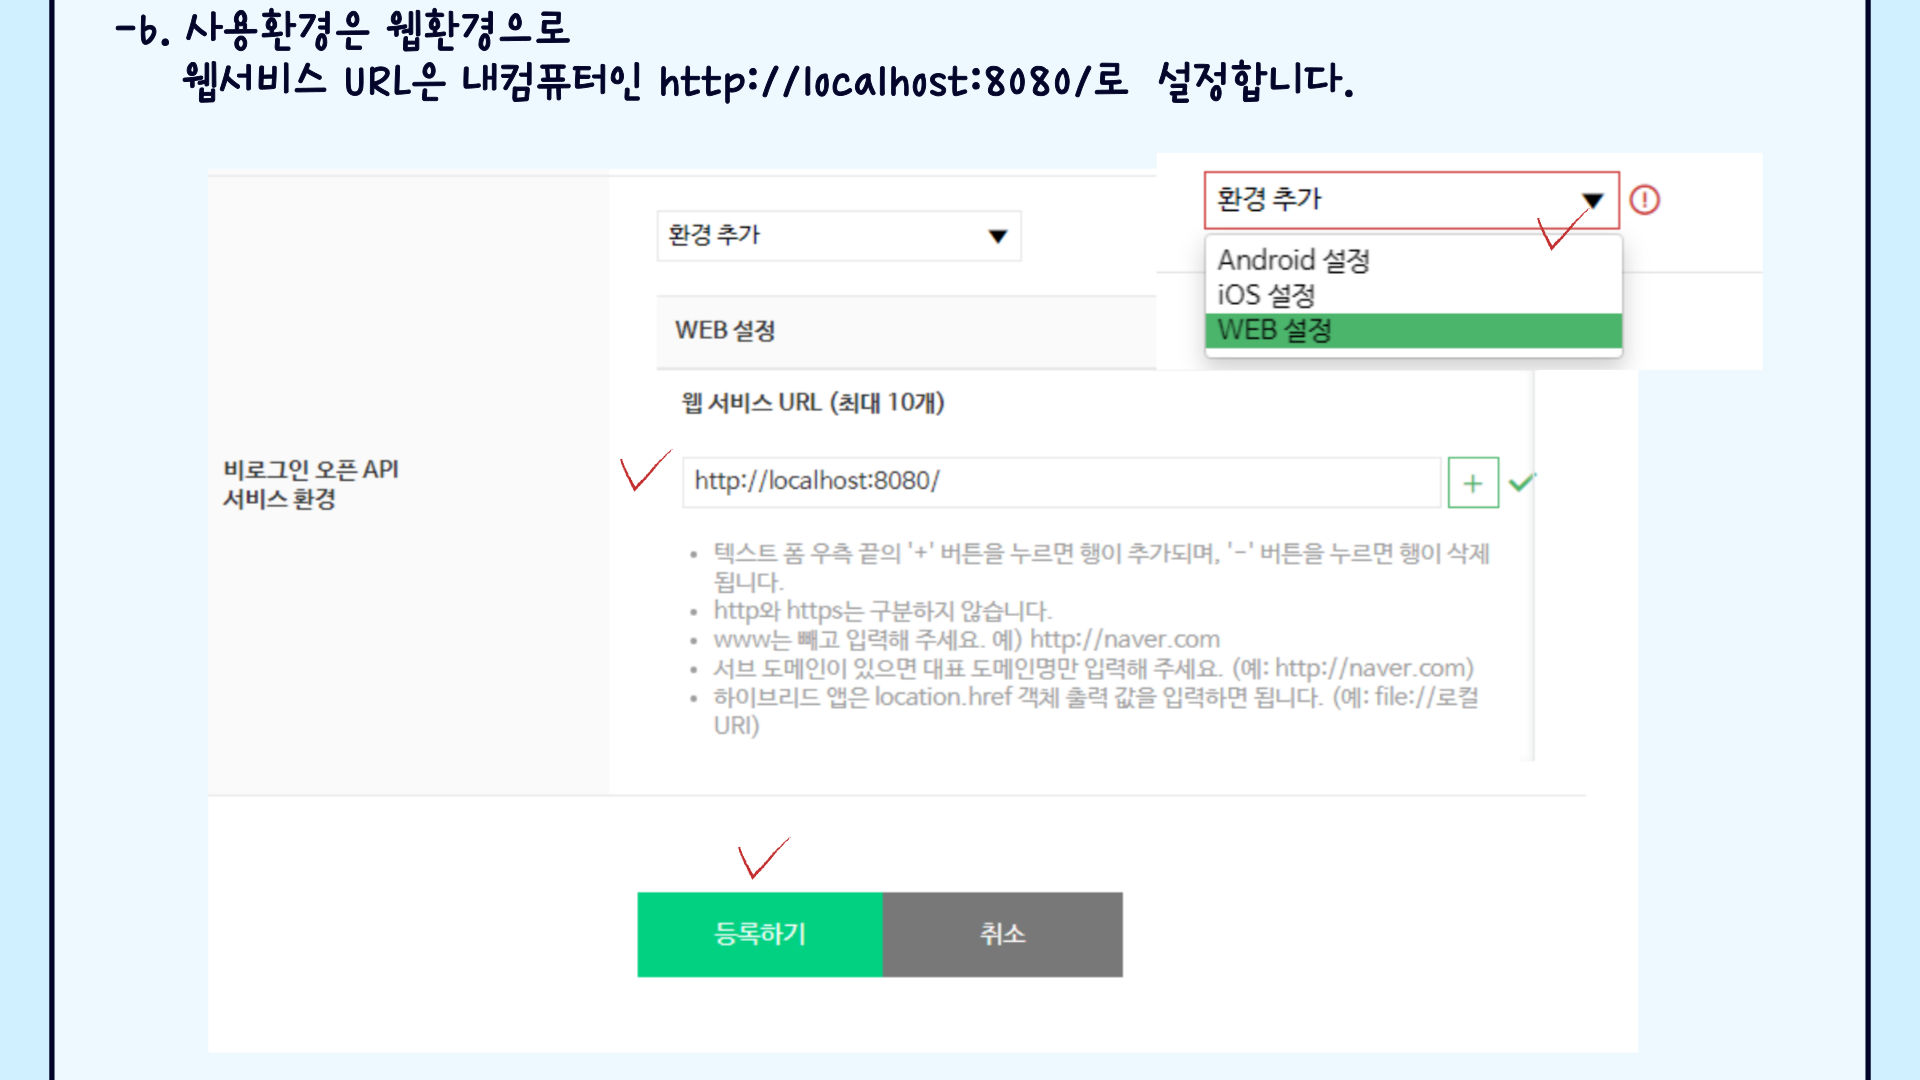 -6. 사용환경은 웹환경으로
웹서비스 URL은 내컴퓨터인 http://localhost:8080/로 설정합니다.
환경 추가
환경 추가
Android 설정
iOS 설정
WEB 설정
WEB 설정
웹 서비스 URL (최대 10개)
비로그인 오픈 API
서비스 환경
http://localhost:8080/
+
• 텍스트 폼 우측 끝의 '+' 버튼을 누르면 행이 추가되며, '-' 버튼을 누르면 행이 삭제
됩니다.
• http와 https는 구분하지 않습니다.
• www는 빼고 입력해 주세요. 예) http://naver.com
• 서브 도메인이 있으면 대표 도메인명만 입력해 주세요. (예: http://naver.com)
• 하이브리드 앱은 location.href 객체 출력 값을 입력하면 됩니다. (예: file://로컬
URI)
등록하기
취소